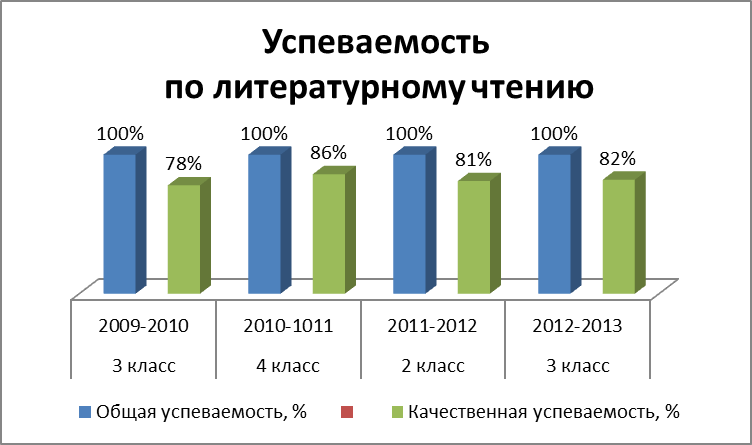 Успеваемость
по литературному чтению
100% 78% 100% 86% 100% 81% 100% 82%
2009-2010 2010-1011 2011-2012 2012-2013
3 класс 4 класс 2 класс 3 класс
Общая успеваемость, % Качественная успеваемость, %